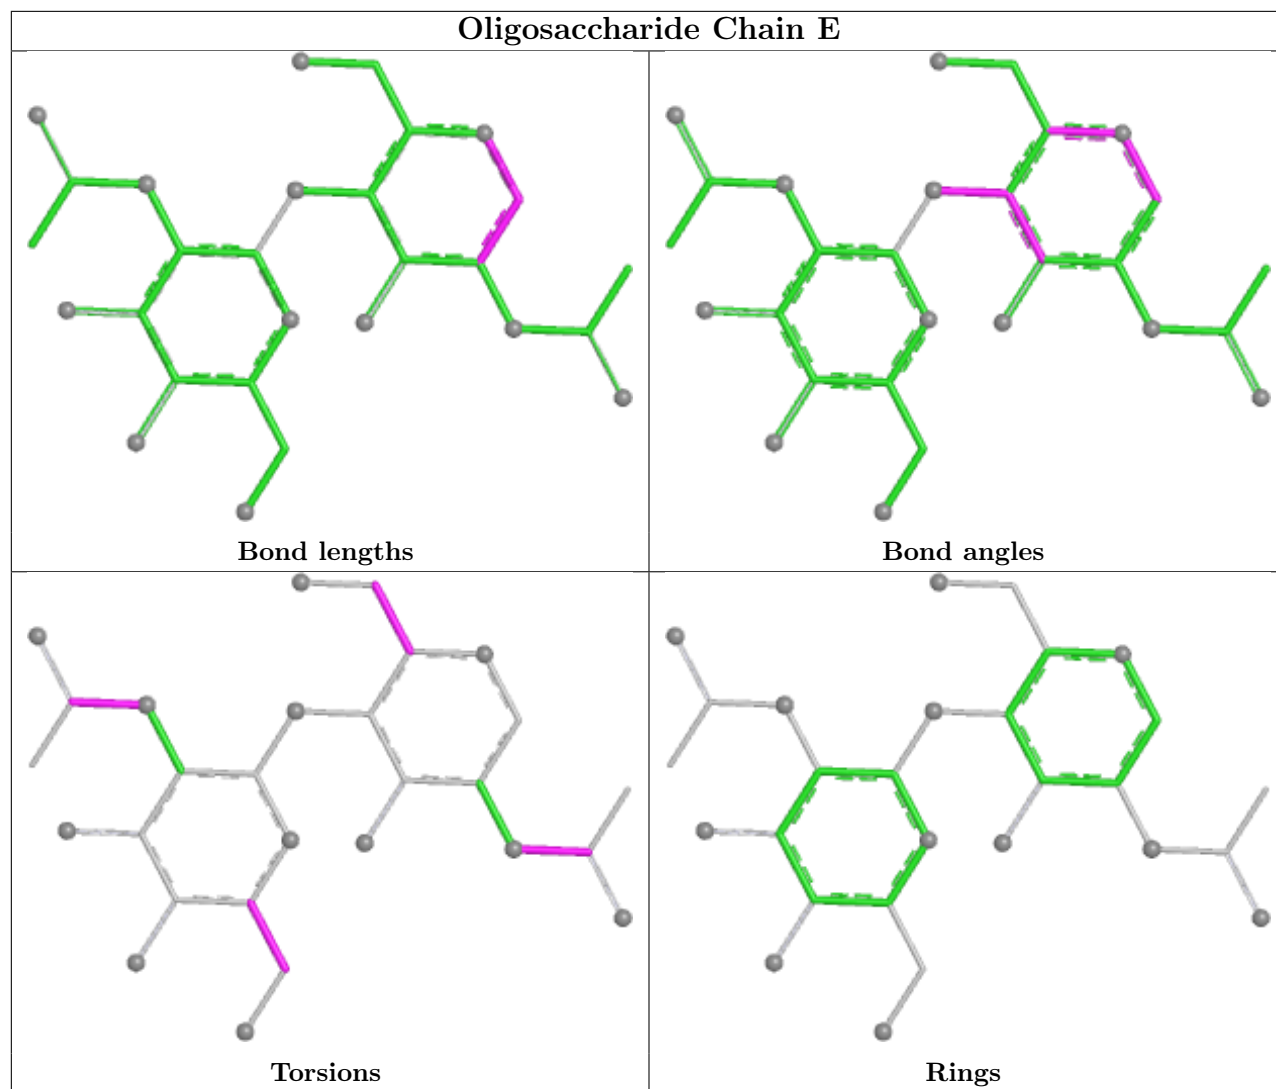 Oligosaccharide Chain E
Bond lengths
Bond angles
Torsions
Rings